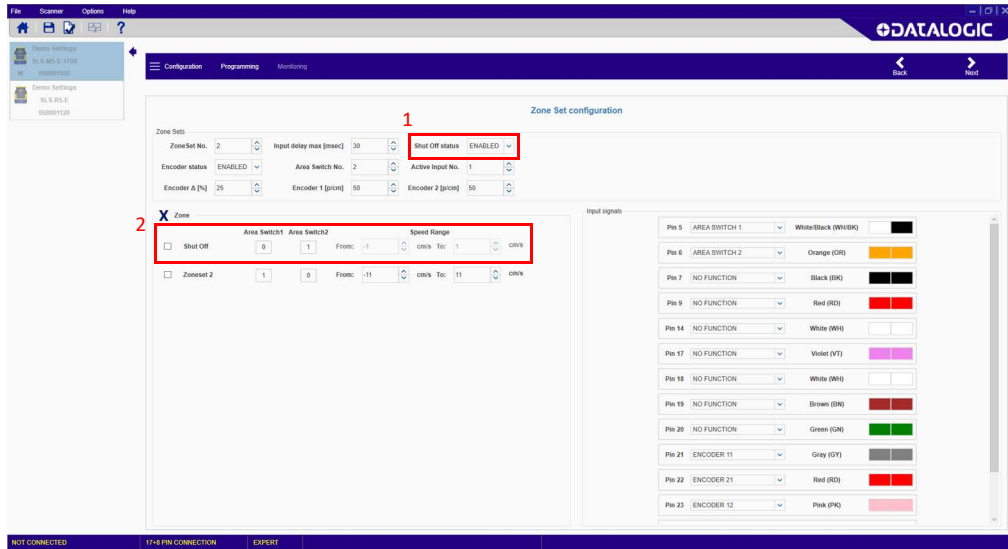 File Scanner Options Help
DATALOGIC
Demo Settings
SLS-M5-E-1708
M 950001090
Demo Settings
SLS-R5-E
950001120
Configuration Programming Monitoring
Back Next
Zone Set configuration
1
Zone Sets
ZoneSet No. 2 Input delay max [msec] 30 Shut Off status ENABLED
Encoder status ENABLED Area Switch No. 2 Active Input No. 1
Encoder Δ [%] 25 Encoder 1 [p/cm] 50 Encoder 2 [p/cm] 50
2
X Zone
Area Switch1 Area Switch2 Speed Range
Shut Off 0 1 From: -1 cm/s To: 1 cm/s
Zoneset 2 1 0 From: -11 cm/s To: 11 cm/s
Input signals
Pin 5 AREA SWITCH 1 White/Black (WH/BK)
Pin 6 AREA SWITCH 2 Orange (OR)
Pin 7 NO FUNCTION Black (BK)
Pin 9 NO FUNCTION Red (RD)
Pin 14 NO FUNCTION White (WH)
Pin 17 NO FUNCTION Violet (VT)
Pin 18 NO FUNCTION White (WH)
Pin 19 NO FUNCTION Brown (BN)
Pin 20 NO FUNCTION Green (GN)
Pin 21 ENCODER 11 Gray (GY)
Pin 22 ENCODER 21 Red (RD)
Pin 23 ENCODER 12 Pink (PK)
NOT CONNECTED 17+8 PIN CONNECTION EXPERT